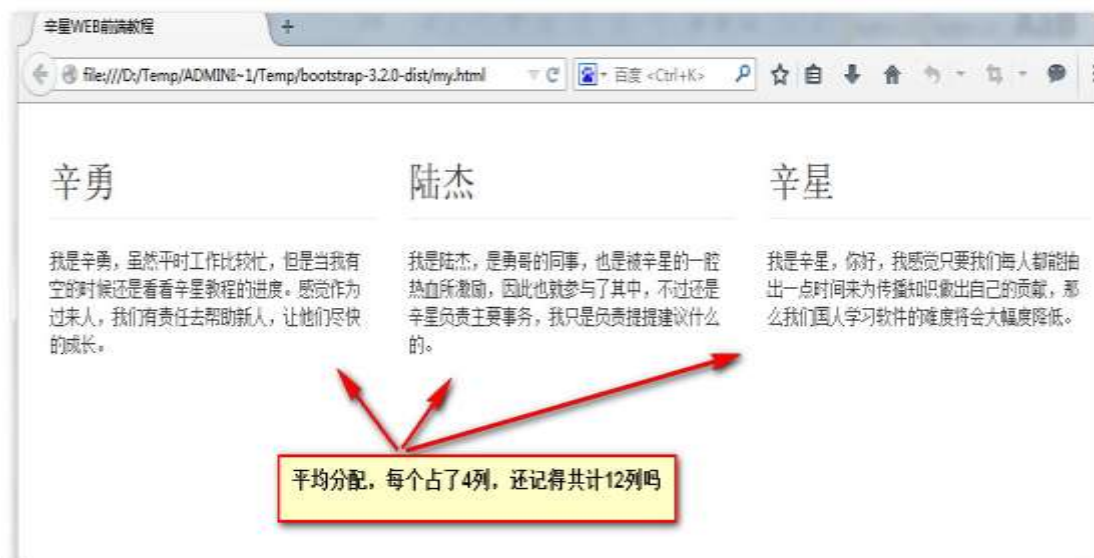 辛星WEB前端教程
+
file:///D:/Temp/ADMINI~1/Temp/bootstrap-3.2.0-dist/my.html
百度 <Ctrl+K>
辛勇
我是辛勇，虽然平时工作比较忙，但是当我有
空的时候还是看看辛星教程的进度。感觉作为
过来人，我们有责任去帮助新人，让他们尽快
的成长。
陆杰
我是陆杰，是勇哥的同事，也是被辛星的一腔
热血所激励，因此也就参与了其中，不过还是
辛星负责主要事务，我只是负责提提建议什么
的。
辛星
我是辛星，你好，我感觉只要我们每人都能抽
出一点时间来为传播知识做出自己的贡献，那
么我们国人学习软件的难度将会大幅度降低。
平均分配，每个占了4列，还记得共计12列吗